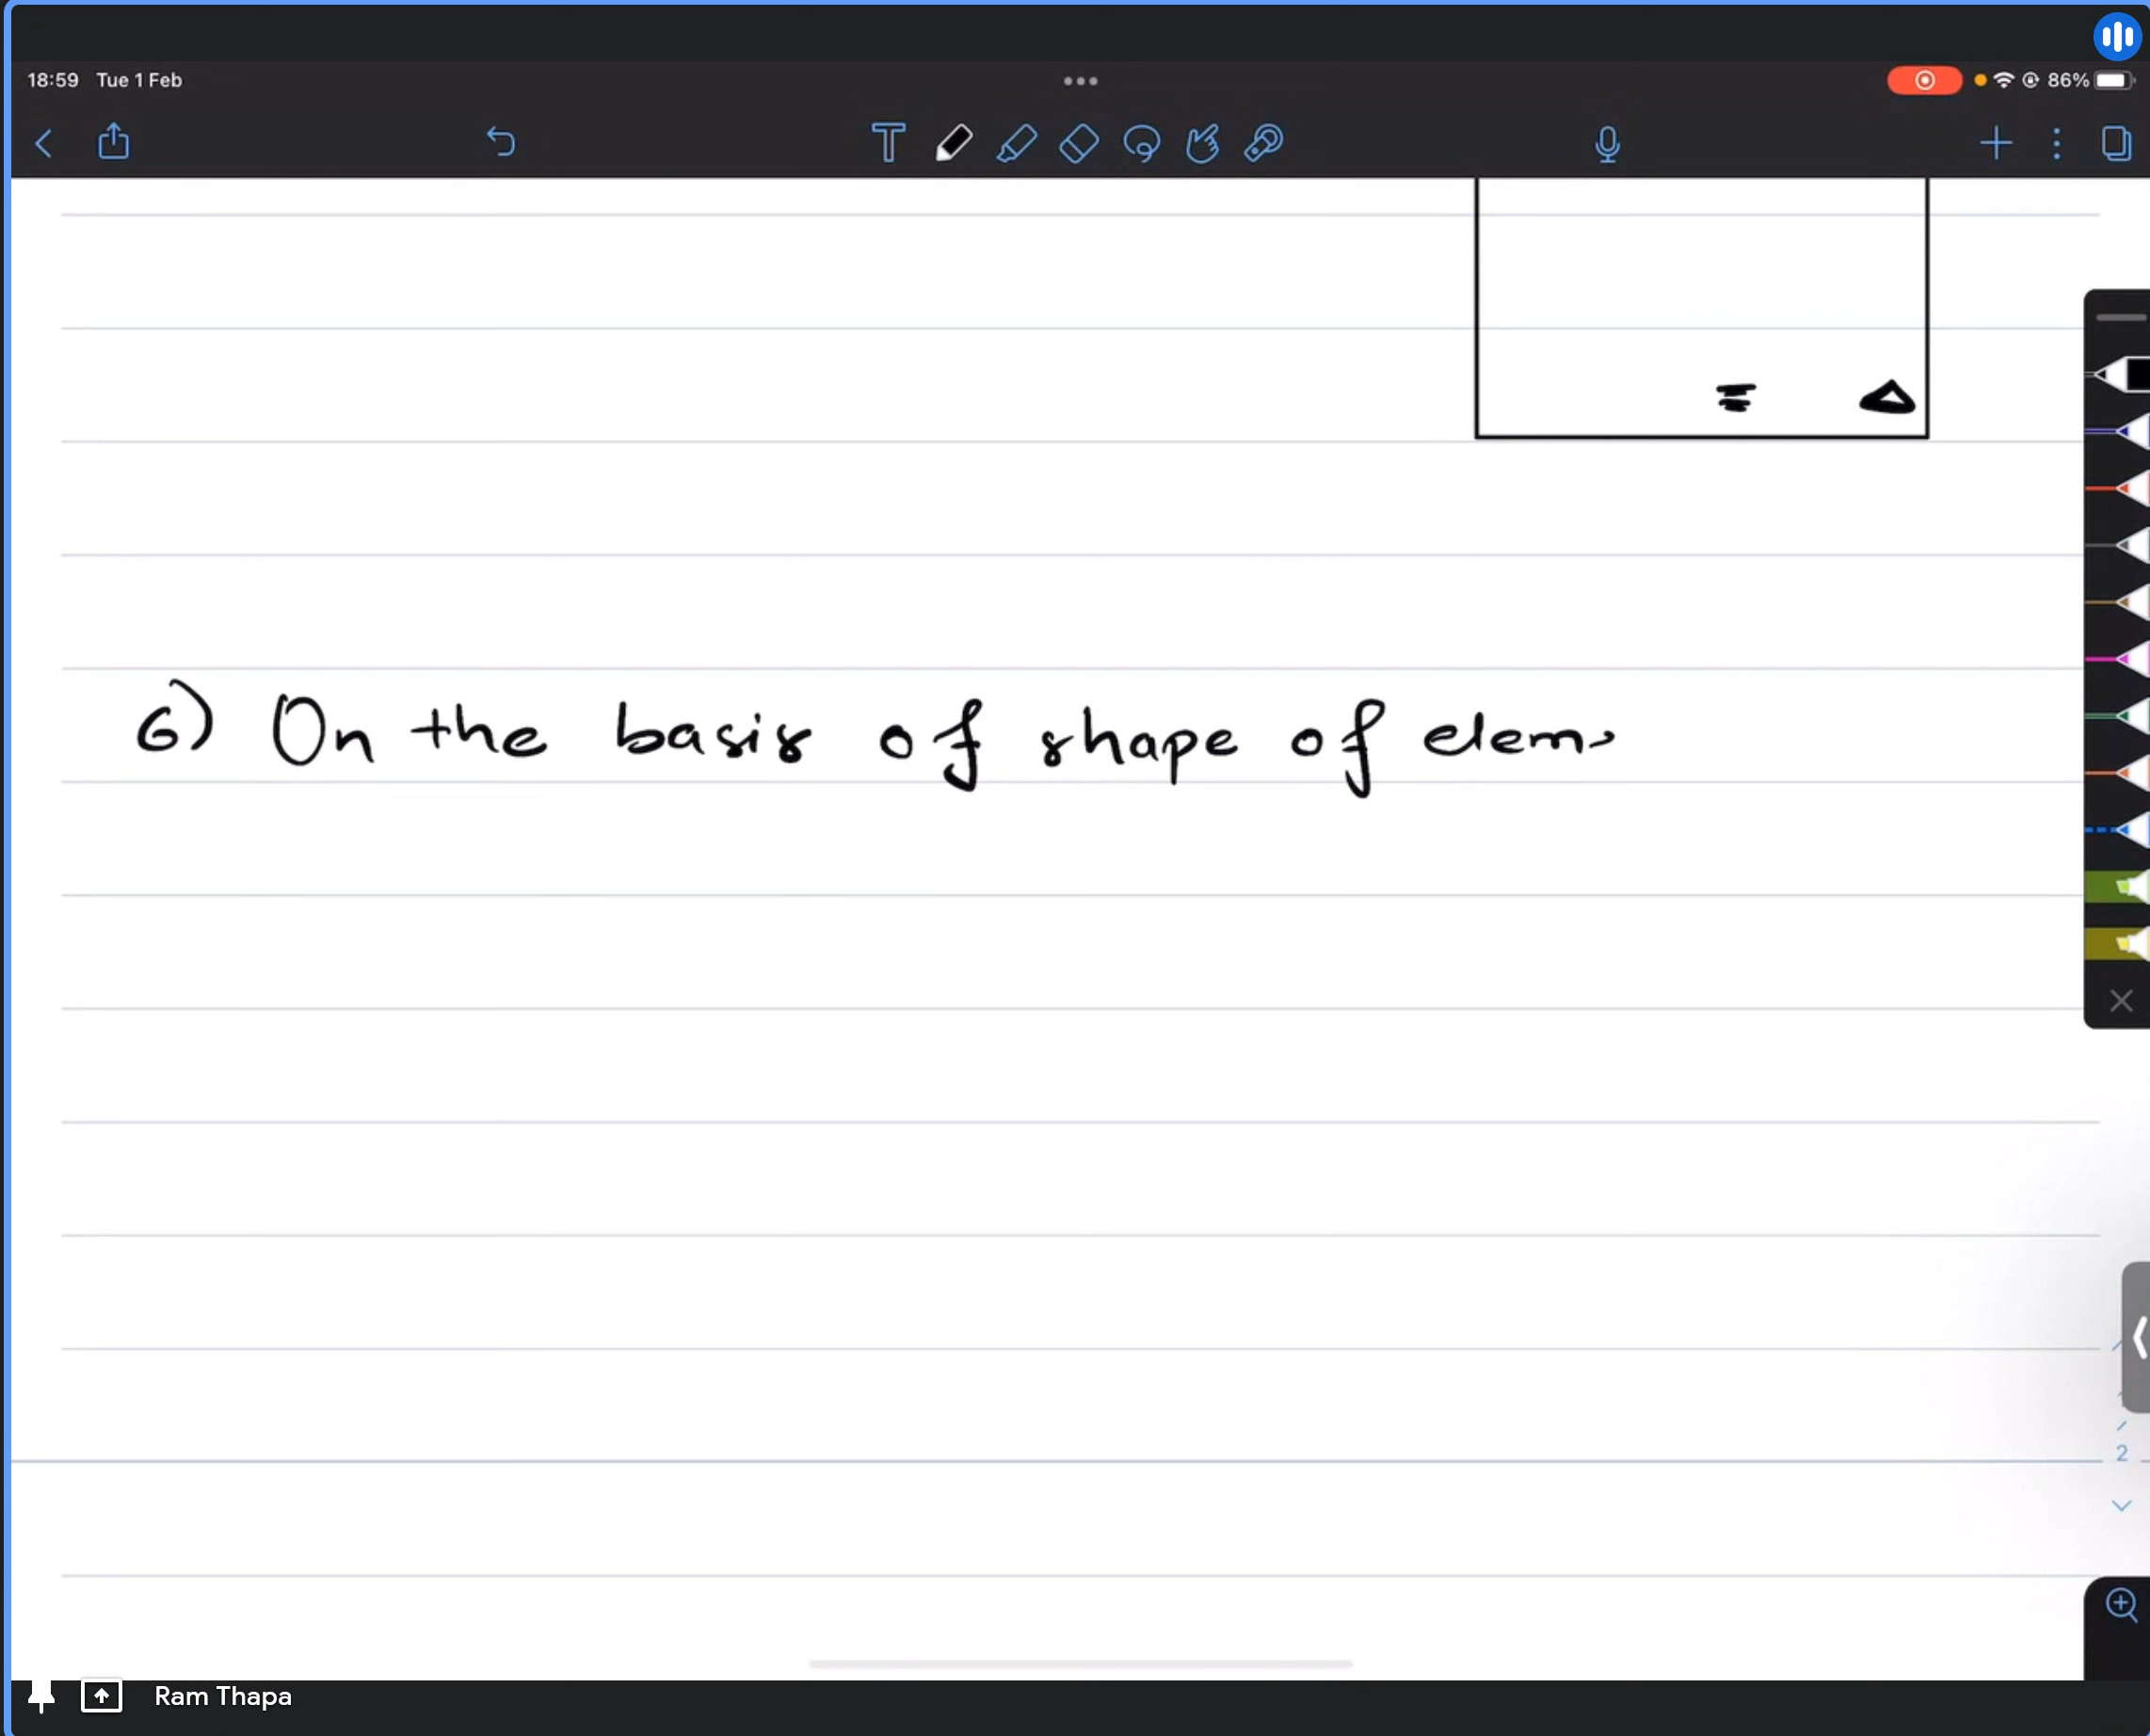 18:59 Tue 1 Feb
86%
6) On the basis of shape of elem
2
Ram Thapa